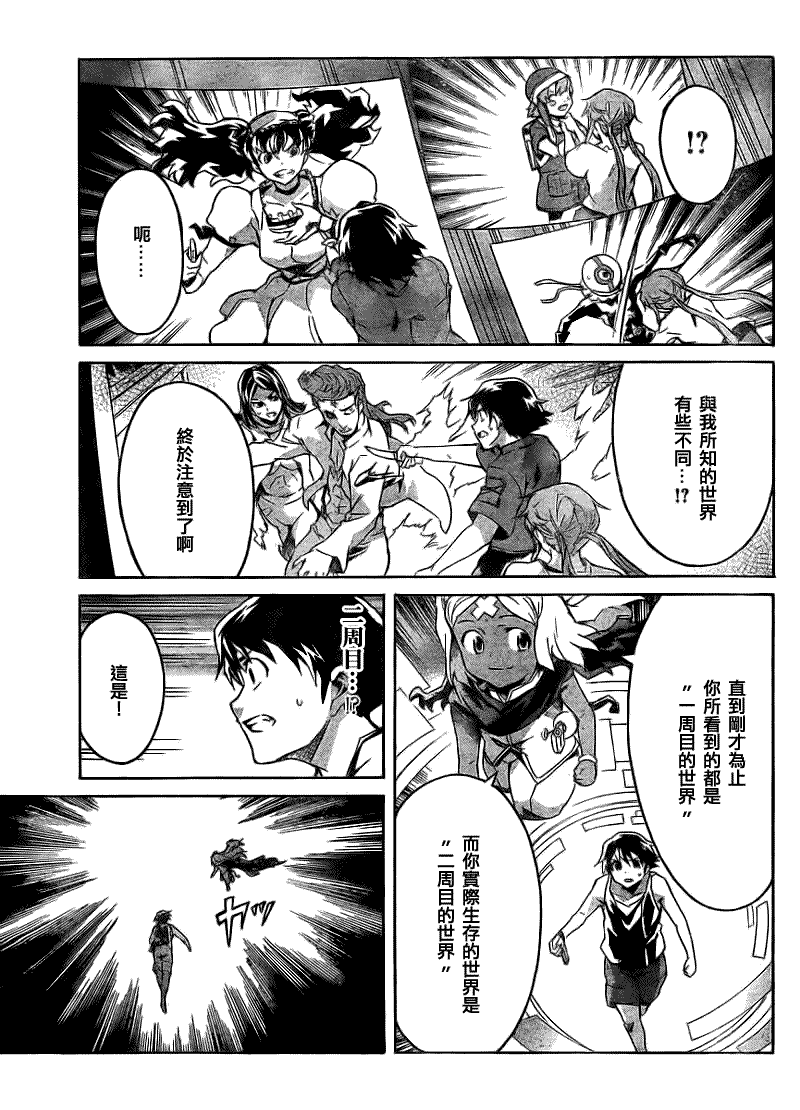 !?
呃
……
與我所知的世界
有些不同…!?
終於注意到了啊
直到剛才為止
你所看到的都是
〝一周目的世界〞
而你實際生存的世界是
〝二周目的世界〞
二周目…!?
這是！
カッ